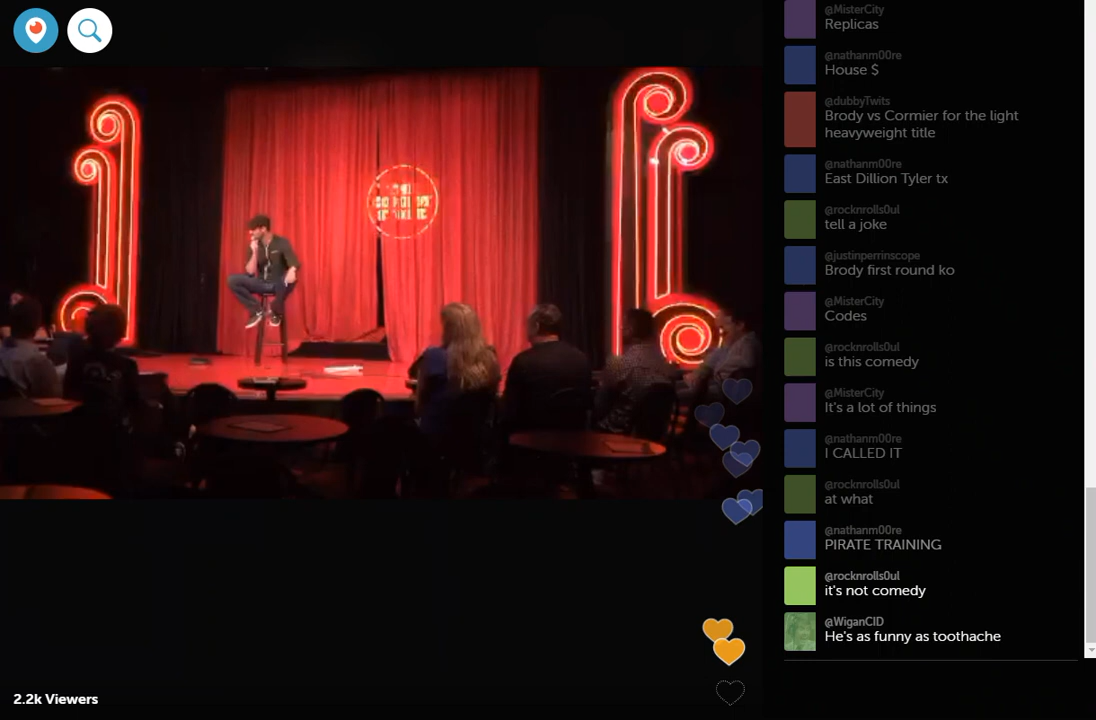 @MisterCity
Replicas
@nathanm00re
House $
@dubbyTwits
Brody vs Cormier for the light
heavyweight title
@nathanm00re
East Dillion Tyler tx
@rocknrolls0ul
tell a joke
@justinperrinscope
Brody first round ko
@MisterCity
Codes
@rocknrolls0ul
is this comedy
@MisterCity
It's a lot of things
@nathanm00re
I CALLED IT
@rocknrolls0ul
at what
@nathanm00re
PIRATE TRAINING
@rocknrolls0ul
it's not comedy
@WiganCID
He's as funny as toothache
2.2k Viewers